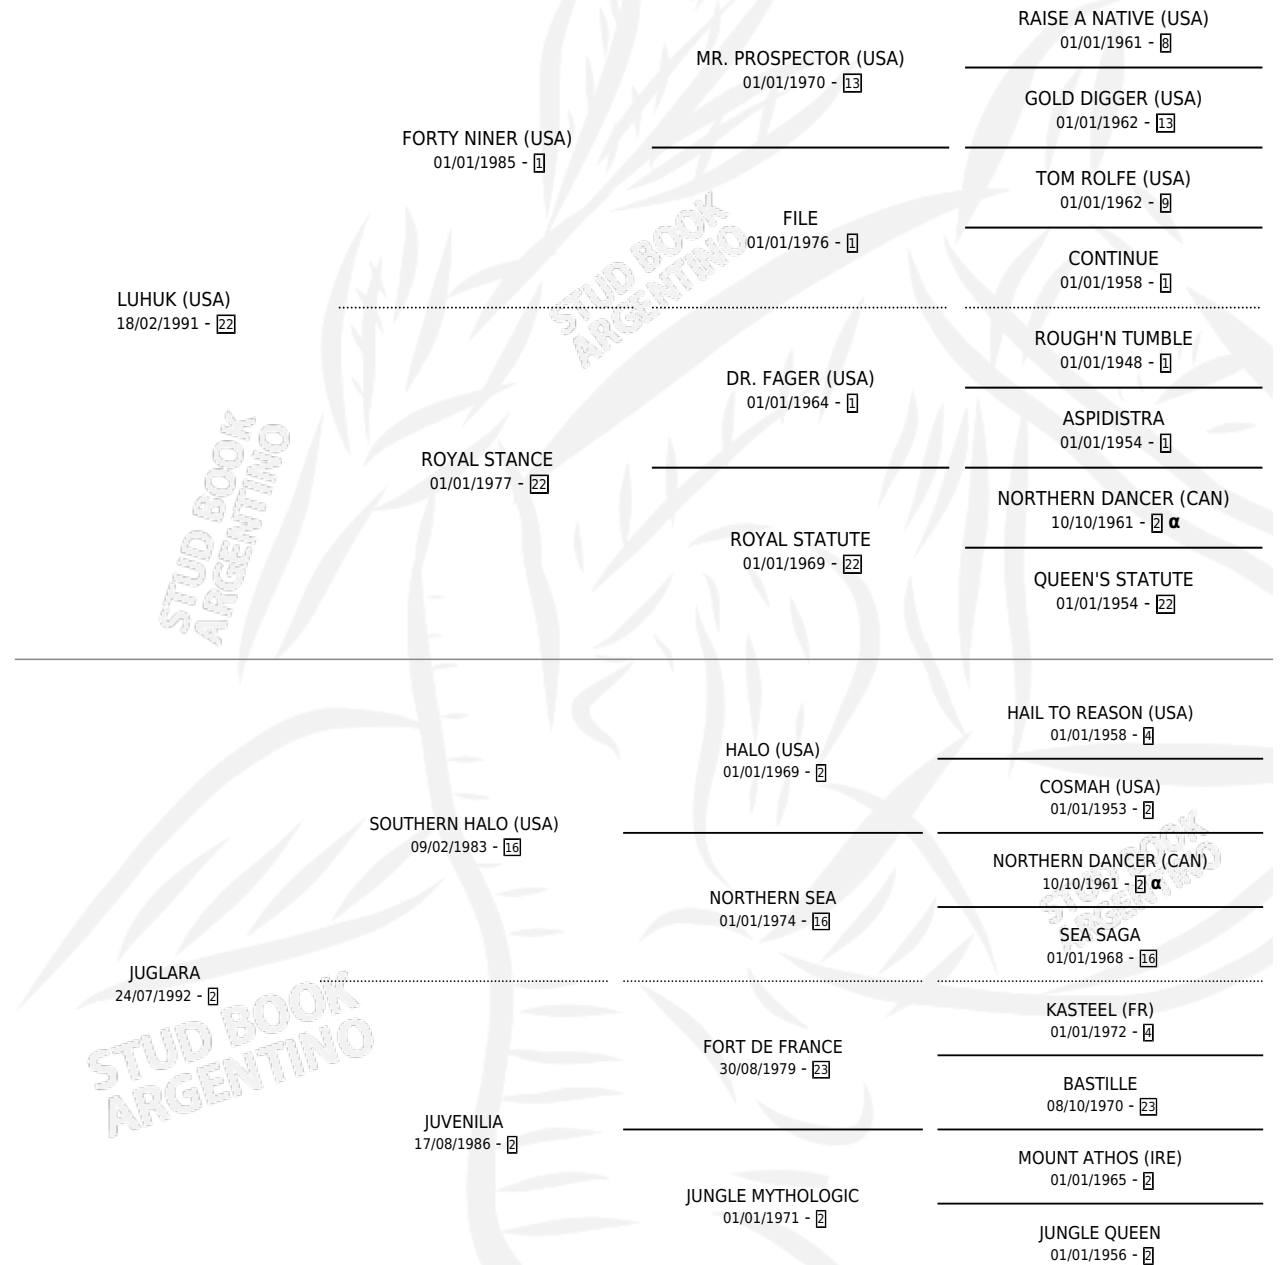 RAISE A NATIVE (USA)
01/01/1961 - 8
MR. PROSPECTOR (USA)
01/01/1970 - 13
GOLD DIGGER (USA)
01/01/1962 - 13
FORTY NINER (USA)
01/01/1985 - 1
TOM ROLFE (USA)
01/01/1962 - 9
FILE
01/01/1976 - 1
CONTINUE
01/01/1958 - 1
LUHUK (USA)
18/02/1991 - 22
STUD BOOK
ARGENTINO
ROUGH'N TUMBLE
01/01/1948 - 1
DR. FAGER (USA)
01/01/1964 - 1
ASPIDISTRA
01/01/1954 - 1
ROYAL STANCE
01/01/1977 - 22
NORTHERN DANCER (CAN)
10/10/1961 - 2 α
ROYAL STATUTE
01/01/1969 - 22
QUEEN'S STATUTE
01/01/1954 - 22
STUD BOOK
ARGENTINO
HAIL TO REASON (USA)
01/01/1958 - 4
HALO (USA)
01/01/1969 - 2
COSMAH (USA)
01/01/1953 - 2
SOUTHERN HALO (USA)
09/02/1983 - 16
NORTHERN DANCER (CAN)
10/10/1961 - 2 α
STUD BOOK
ARGENTINO
NORTHERN SEA
01/01/1974 - 16
SEA SAGA
01/01/1968 - 16
JUGLARA
24/07/1992 - 2
STUD BOOK
ARGENTINO
KASTEEL (FR)
01/01/1972 - 4
FORT DE FRANCE
30/08/1979 - 23
BASTILLE
08/10/1970 - 23
JUVENILIA
17/08/1986 - 2
MOUNT ATHOS (IRE)
01/01/1965 - 2
JUNGLE MYTHOLOGIC
01/01/1971 - 2
JUNGLE QUEEN
01/01/1956 - 2